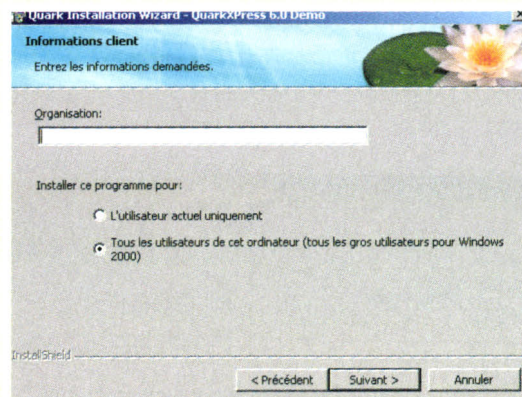 Quark Installation Wizard - QuarkXPress 6.0 Demo
Informations client
Entrez les informations demandées.
Organisation:
Installer ce programme pour:
L'utilisateur actuel uniquement
Tous les utilisateurs de cet ordinateur (tous les gros utilisateurs pour Windows
2000)
InstallShield
< Précédent
Suivant >
Annuler